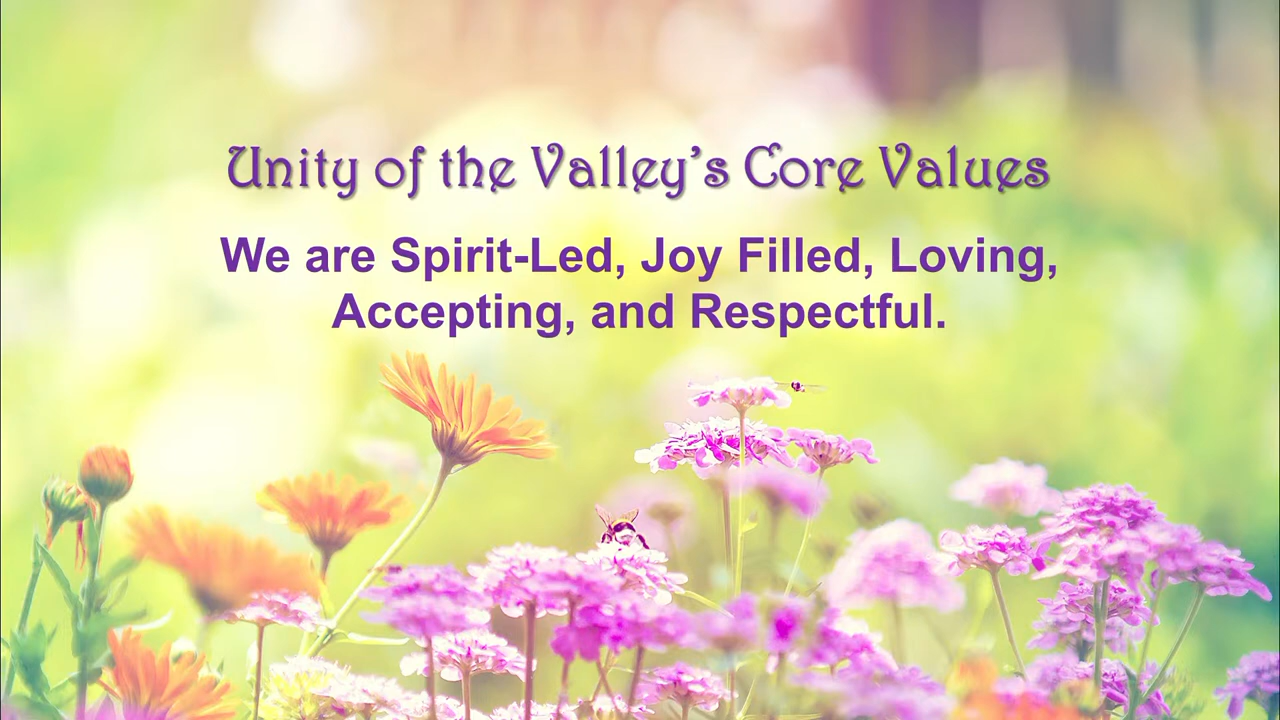 Unity of the Valley’s Core Values
We are Spirit-Led, Joy Filled, Loving,
Accepting, and Respectful.